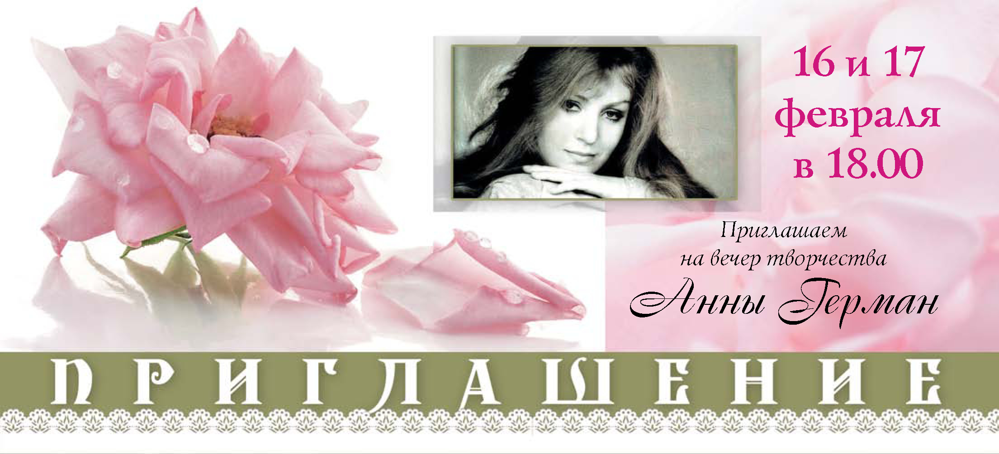 16 и 17
февраля
в 18.00
Приглашаем
на вечер творчества
Анны Герман
ПРИГЛАШЕНИЕ